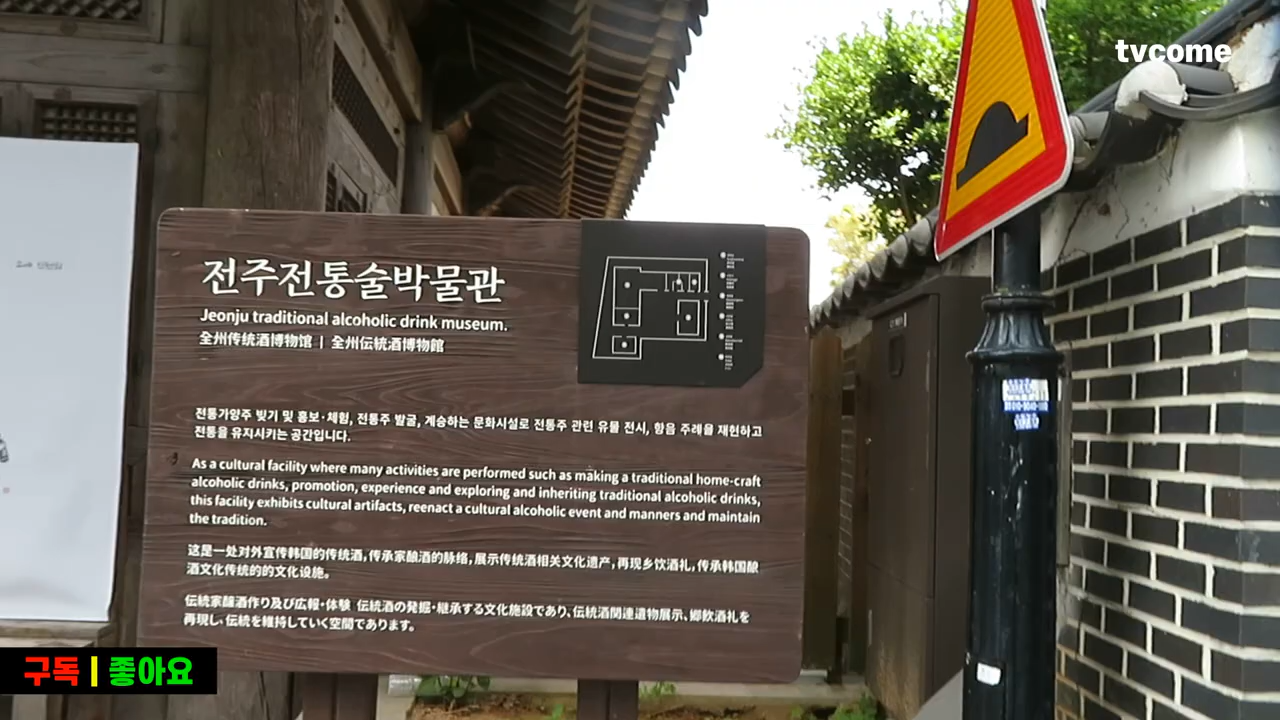 tvcome
전주전통술박물관
Jeonju traditional alcoholic drink museum.
全州传统酒博物馆 | 全州伝統酒博物館
전통가양주 빚기 및 홍보·체험, 전통주 발굴, 계승하는 문화시설로 전통주 관련 유물 전시, 향음 주례을 재현하고
전통을 유지시키는 공간입니다.
As a cultural facility where many activities are performed such as making a traditional home-craft
alcoholic drinks, promotion, experience and exploring and inheriting traditional alcoholic drinks,
this facility exhibits cultural artifacts, reenact a cultural alcoholic event and manners and maintain
the tradition.
这是一处对外宣传韩国的传统酒,传承家酿酒的脉络,展示传统酒相关文化遗产,再现乡饮酒礼,传承韩国酿
酒文化传统的的文化设施。
伝統家醸酒作り及び広報·体験 伝統酒の発掘·継承する文化施設であり、伝統酒関連遺物展示、郷飲酒礼を
再現し、伝統を維持していく空間であります。
구독 | 좋아요